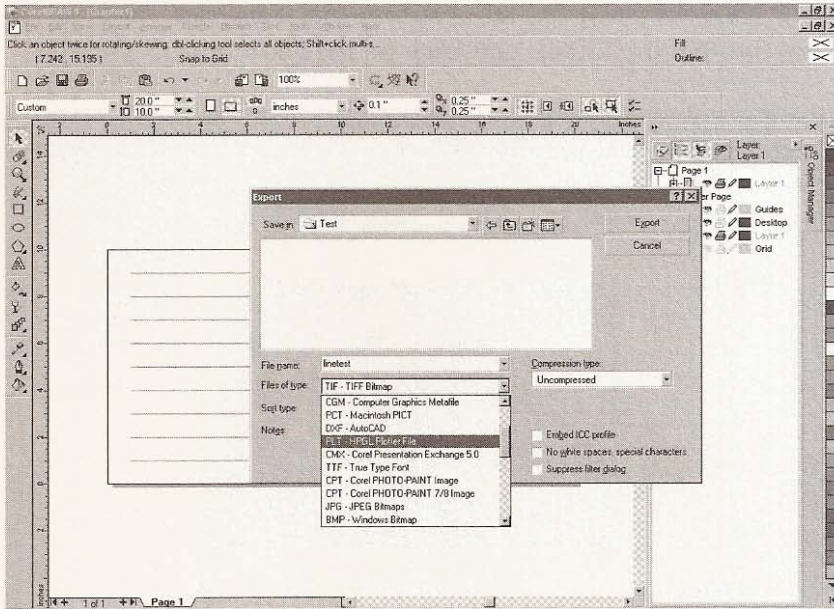 CorelDRAW 9 - [Graphic1]
Click an object twice for rotating/skewing; dbl-clicking tool selects all objects; Shift+click multi-s...
Fill:
( 7.242, 15.195 )
Snap to Grid
Outline:
100%
Custom
20.0 "
10.0 "
inches
0.1 "
0.25 "
0.25 "
inches
Layer:
Layer 1
Page 1
Layer 1
er Page
Guides
Desktop
Layer 1
Grid
Object Manager
Export
Save in:
Test
Export
Cancel
File name:
linetest
Compression type:
Files of type:
TIF - TIFF Bitmap
Uncompressed
Sort type:
CGM - Computer Graphics Metafile
PCT - Macintosh PICT
Notes:
DXF - AutoCAD
PLT - HPGL Plotter File
CMX - Corel Presentation Exchange 5.0
TTF - True Type Font
CPT - Corel PHOTO-PAINT Image
CPT - Corel PHOTO-PAINT 7/8 Image
JPG - JPEG Bitmaps
BMP - Windows Bitmap
Embed ICC profile
No white spaces, special characters
Suppress filter dialog
inches
1 of 1
Page 1